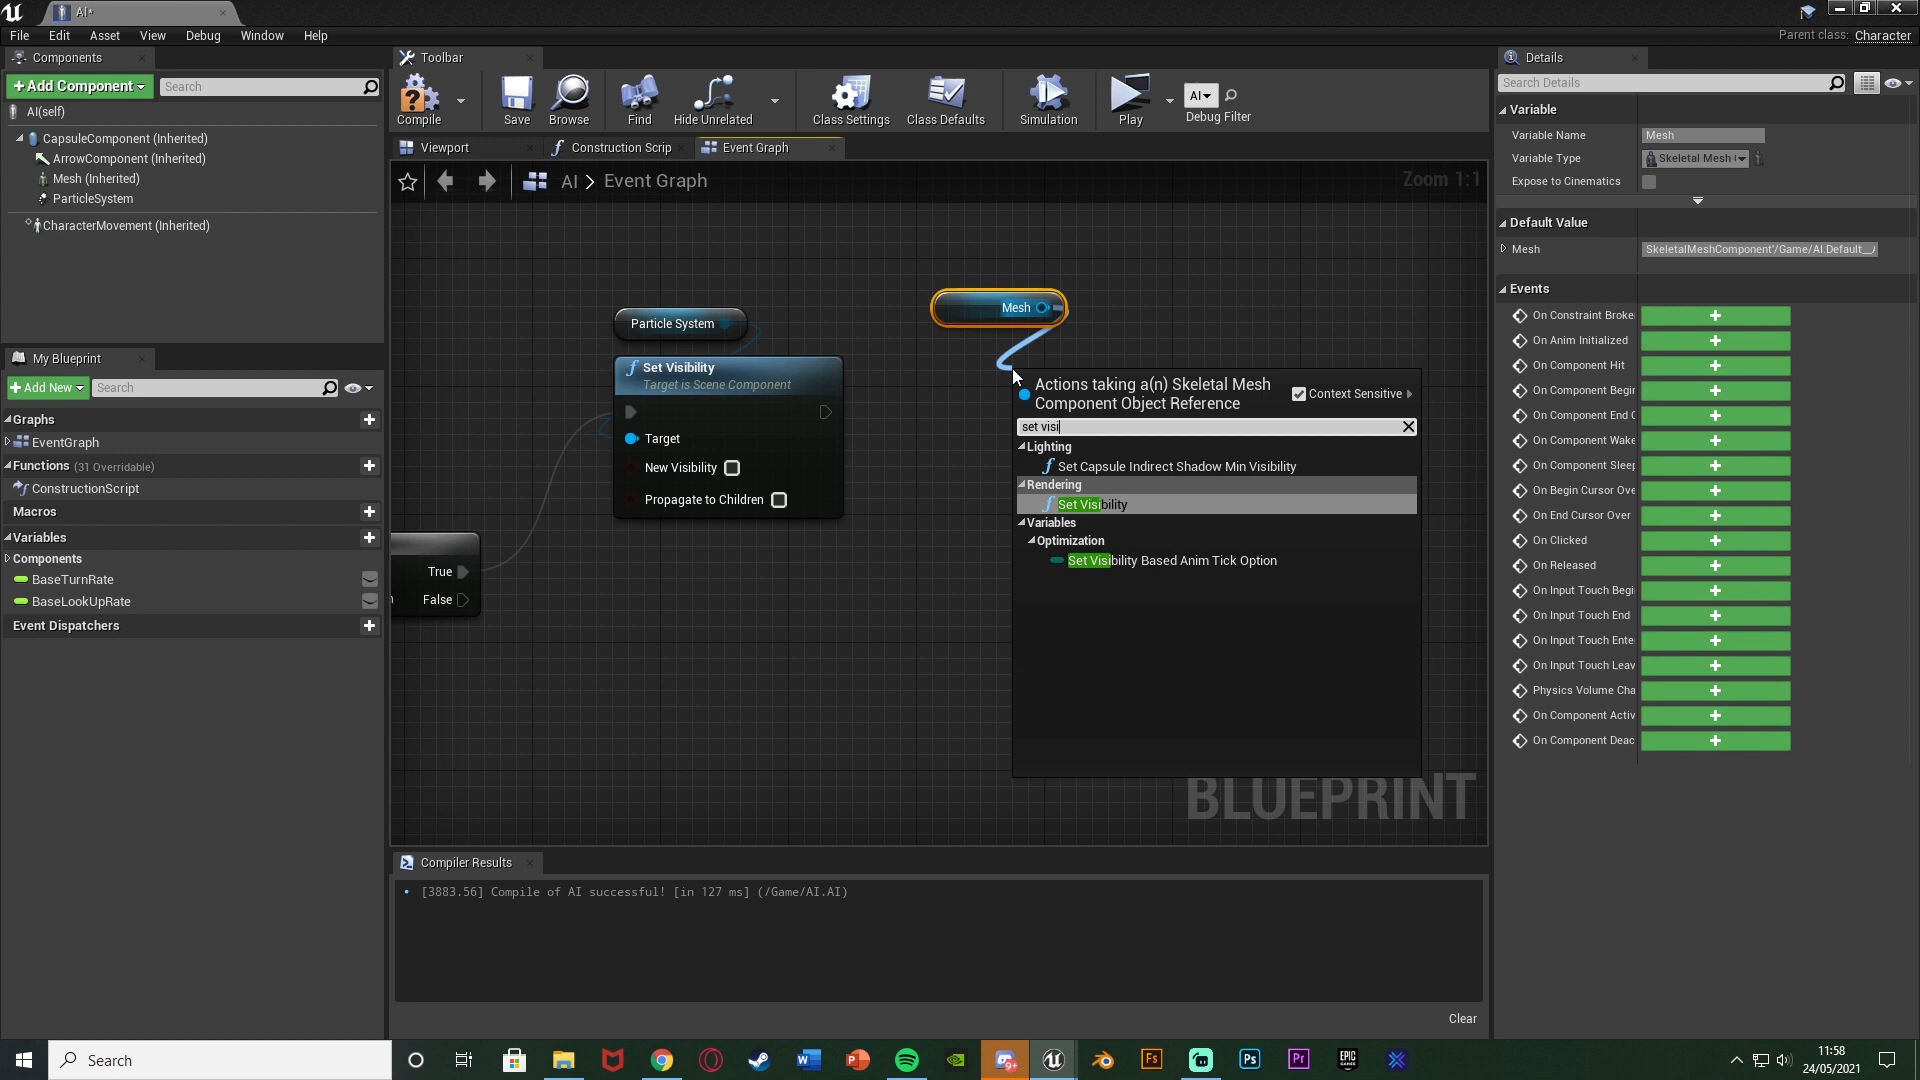 AI*
File Edit Asset View Debug Window Help
Parent class: Character
Components
+ Add Component
Search
AI(self)
CapsuleComponent (Inherited)
ArrowComponent (Inherited)
Mesh (Inherited)
ParticleSystem
CharacterMovement (Inherited)
My Blueprint
+ Add New
Search
Graphs
EventGraph
Functions (31 Overridable)
ConstructionScript
Macros
Variables
Components
BaseTurnRate
BaseLookUpRate
Event Dispatchers
Toolbar
Compile Save Browse Find Hide Unrelated Class Settings Class Defaults Simulation Play
AI
Debug Filter
Viewport Construction Scrip Event Graph
AI > Event Graph
Zoom 1:1
Particle System
Set Visibility
Target is Scene Component
Target
New Visibility
Propagate to Children
True
False
Mesh
Actions taking a(n) Skeletal Mesh
Component Object Reference
Context Sensitive
set visi
Lighting
Set Capsule Indirect Shadow Min Visibility
Rendering
Set Visibility
Variables
Optimization
Set Visibility Based Anim Tick Option
BLUEPRINT
Compiler Results
[3883.56] Compile of AI successful! [in 127 ms] (/Game/AI.AI)
Clear
Details
Search Details
Variable
Variable Name Mesh
Variable Type Skeletal Mesh
Expose to Cinematics
Default Value
Mesh SkeletalMeshComponent'/Game/AI.Default__
Events
On Constraint Broke
On Anim Initialized
On Component Hit
On Component Begin
On Component End O
On Component Wake
On Component Sleep
On Begin Cursor Ove
On End Cursor Over
On Clicked
On Released
On Input Touch Begi
On Input Touch End
On Input Touch Ente
On Input Touch Leav
Physics Volume Cha
On Component Activ
On Component Deac
Search
9+
11:58
24/05/2021